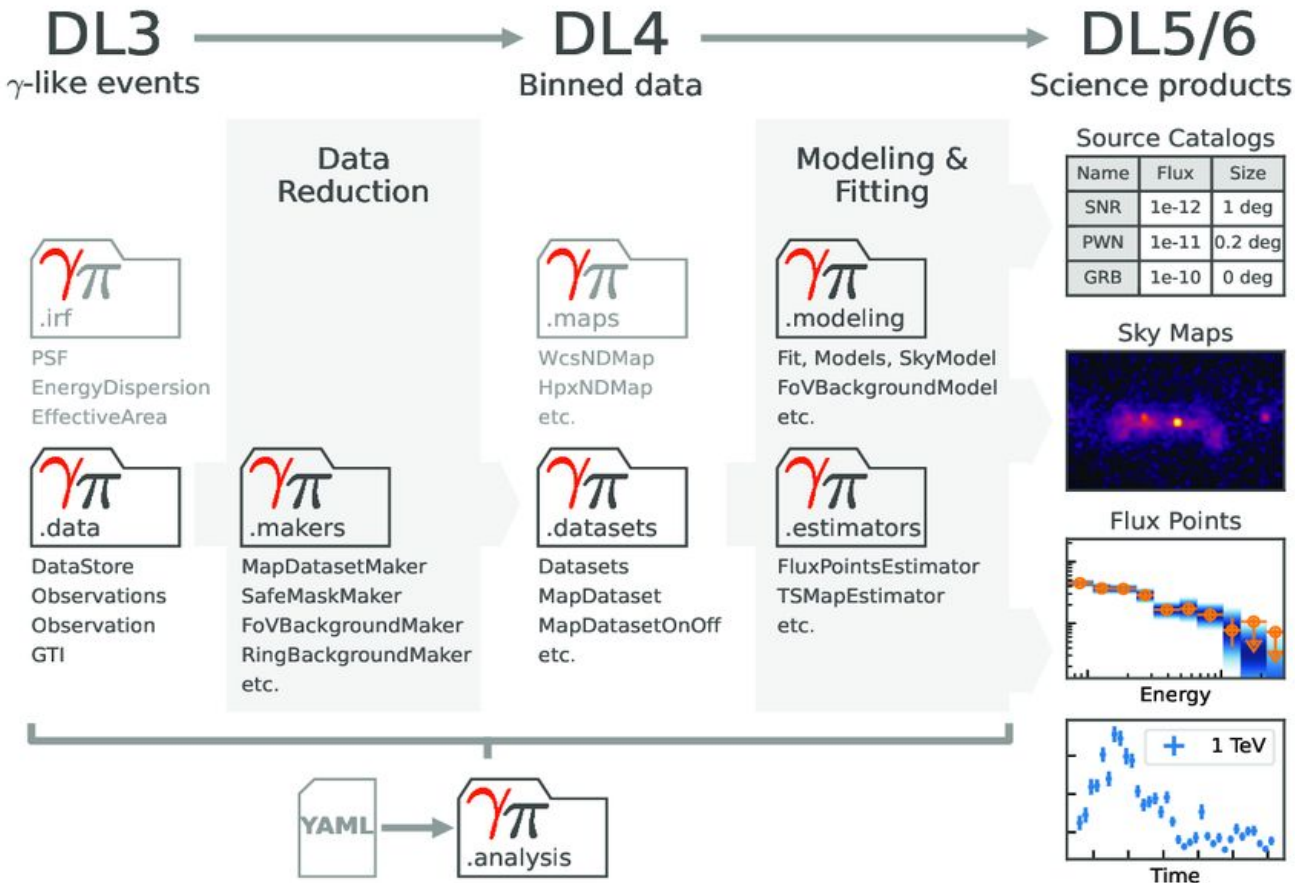 DL3
γ-like events
DL4
Binned data
DL5/6
Science products
Data
Reduction
Modeling &
Fitting
γπ
.irf
PSF
EnergyDispersion
EffectiveArea
γπ
.data
DataStore
Observations
Observation
GTI
γπ
.makers
MapDatasetMaker
SafeMaskMaker
FoVBackgroundMaker
RingBackgroundMaker
etc.
γπ
.maps
WcsNDMap
HpxNDMap
etc.
γπ
.datasets
Datasets
MapDataset
MapDatasetOnOff
etc.
γπ
.modeling
Fit, Models, SkyModel
FoVBackgroundModel
etc.
γπ
.estimators
FluxPointsEstimator
TSMapEstimator
etc.
Source Catalogs
Name Flux Size
SNR 1e-12 1 deg
PWN 1e-11 0.2 deg
GRB 1e-10 0 deg
Sky Maps
Flux Points
Energy
1 TeV
Time
YAML
γπ
.analysis